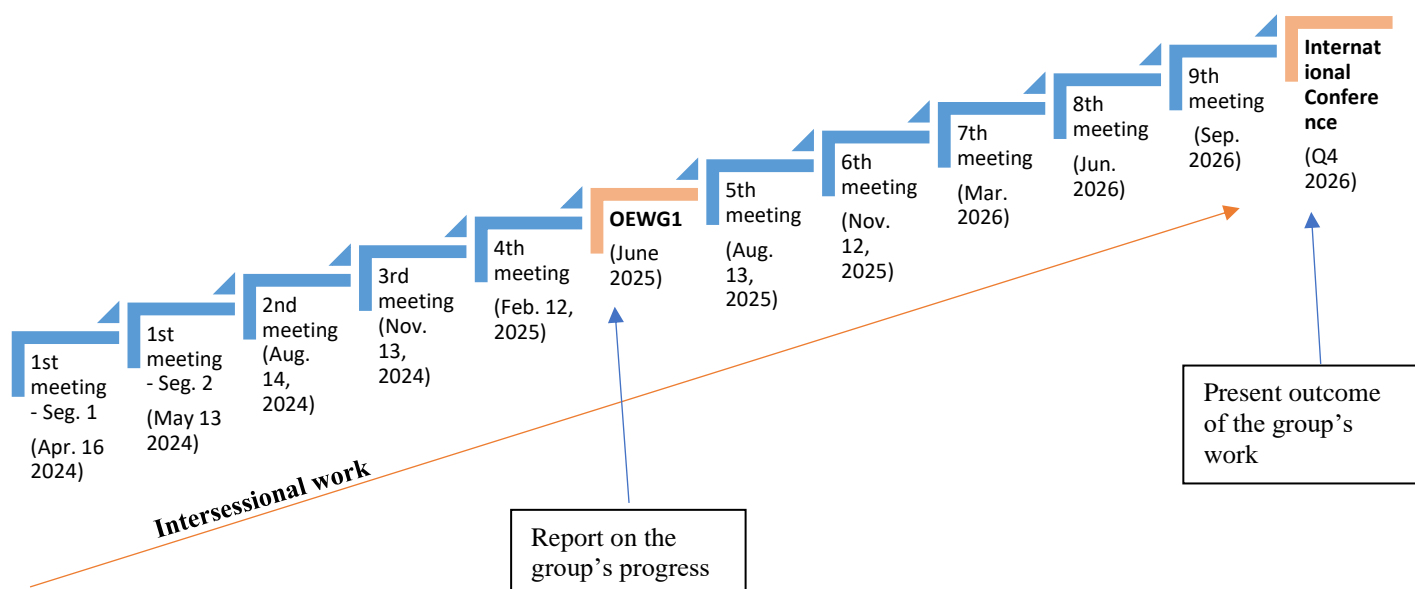 1st
meeting
- Seg. 1
(Apr. 16
2024)
1st
meeting
- Seg. 2
(May 13
2024)
2nd
meeting
(Aug.
14,
2024)
3rd
meeting
(Nov.
13,
2024)
4th
meeting
(Feb. 12,
2025)
OEWG1
(June
2025)
5th
meeting
(Aug.
13,
2025)
6th
meeting
(Nov.
12,
2025)
7th
meeting
(Mar.
2026)
8th
meeting
(Jun.
2026)
9th
meeting
(Sep.
2026)
Internat
ional
Confere
nce
(Q4
2026)
Intersessional work
Report on the
group’s progress
Present outcome
of the group’s
work